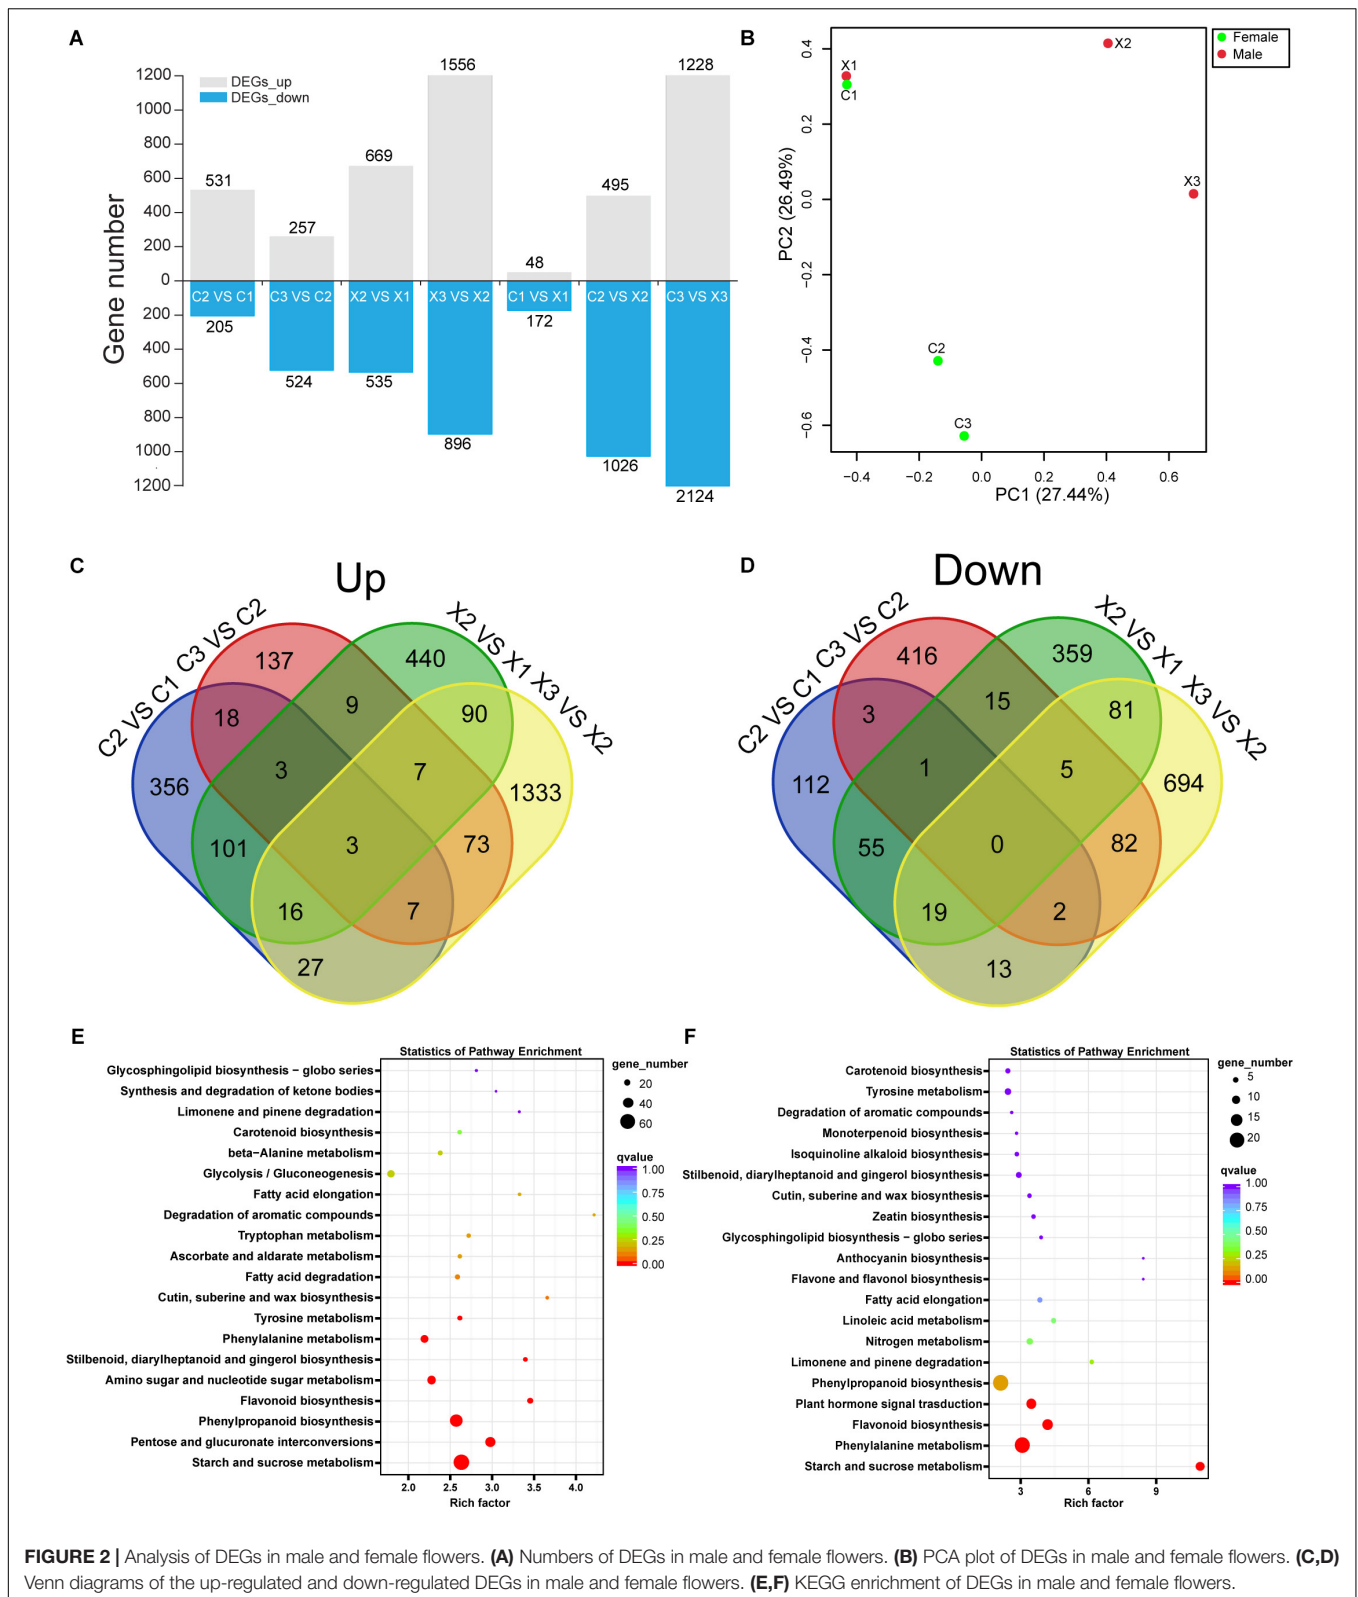 A
1200
1000
800
600
400
200
0
200
400
600
800
1000
1200
Gene number
DEGs_up
DEGs_down
531
257
669
1556
48
495
1228
C2 VS C1
C3 VS C2
X2 VS X1
X3 VS X2
C1 VS X1
C2 VS X2
C3 VS X3
205
524
535
896
172
1026
2124
B
Female
Male
0.4
0.2
0.0
−0.2
−0.4
−0.6
PC2 (26.49%)
X1
C1
X2
X3
C2
C3
−0.4
−0.2
0.0
0.2
0.4
0.6
PC1 (27.44%)
C
Up
C2 VS C1
C3 VS C2
X2 VS X1
X3 VS X2
137
440
18
9
90
356
3
7
1333
101
3
73
16
7
27
D
Down
C2 VS C1
C3 VS C2
X2 VS X1
X3 VS X2
416
359
3
15
81
112
1
5
694
55
0
82
19
2
13
E
Statistics of Pathway Enrichment
Glycosphingolipid biosynthesis − globo series
Synthesis and degradation of ketone bodies
Limonene and pinene degradation
Carotenoid biosynthesis
beta−Alanine metabolism
Glycolysis / Gluconeogenesis
Fatty acid elongation
Degradation of aromatic compounds
Tryptophan metabolism
Ascorbate and aldarate metabolism
Fatty acid degradation
Cutin, suberine and wax biosynthesis
Tyrosine metabolism
Phenylalanine metabolism
Stilbenoid, diarylheptanoid and gingerol biosynthesis
Amino sugar and nucleotide sugar metabolism
Flavonoid biosynthesis
Phenylpropanoid biosynthesis
Pentose and glucuronate interconversions
Starch and sucrose metabolism
2.0
2.5
3.0
3.5
4.0
Rich factor
gene_number
20
40
60
qvalue
1.00
0.75
0.50
0.25
0.00
F
Statistics of Pathway Enrichment
Carotenoid biosynthesis
Tyrosine metabolism
Degradation of aromatic compounds
Monoterpenoid biosynthesis
Isoquinoline alkaloid biosynthesis
Stilbenoid, diarylheptanoid and gingerol biosynthesis
Cutin, suberine and wax biosynthesis
Zeatin biosynthesis
Glycosphingolipid biosynthesis − globo series
Anthocyanin biosynthesis
Flavone and flavonol biosynthesis
Fatty acid elongation
Linoleic acid metabolism
Nitrogen metabolism
Limonene and pinene degradation
Phenylpropanoid biosynthesis
Plant hormone signal trasduction
Flavonoid biosynthesis
Phenylalanine metabolism
Starch and sucrose metabolism
3
6
9
Rich factor
gene_number
5
10
15
20
qvalue
1.00
0.75
0.50
0.25
0.00
FIGURE 2 | Analysis of DEGs in male and female flowers. (A) Numbers of DEGs in male and female flowers. (B) PCA plot of DEGs in male and female flowers. (C,D)
Venn diagrams of the up-regulated and down-regulated DEGs in male and female flowers. (E,F) KEGG enrichment of DEGs in male and female flowers.